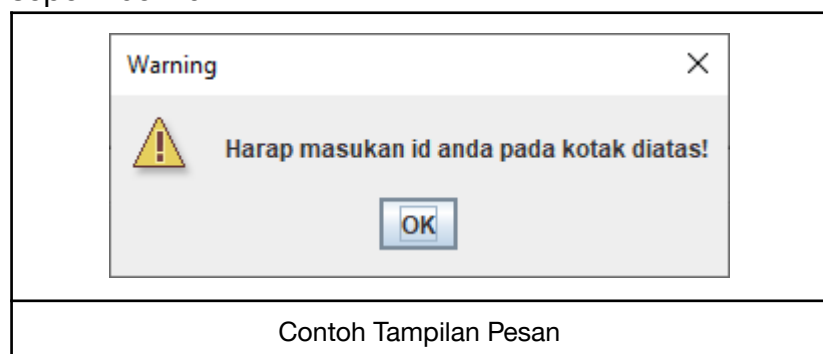 Warning
Harap masukan id anda pada kotak diatas!
OK
Contoh Tampilan Pesan